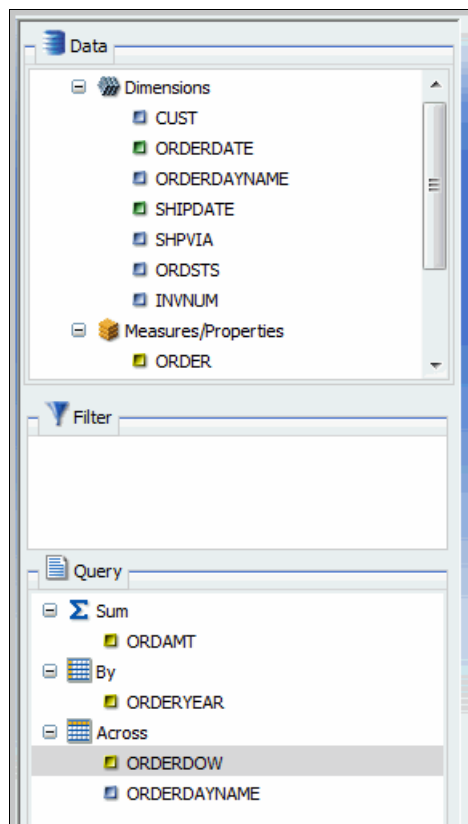 Data
Dimensions
CUST
ORDERDATE
ORDERDAYNAME
SHIPDATE
SHPVIA
ORDSTS
INVNUM
Measures/Properties
ORDER
Filter
Query
Sum
ORDAMT
By
ORDERYEAR
Across
ORDERDOW
ORDERDAYNAME